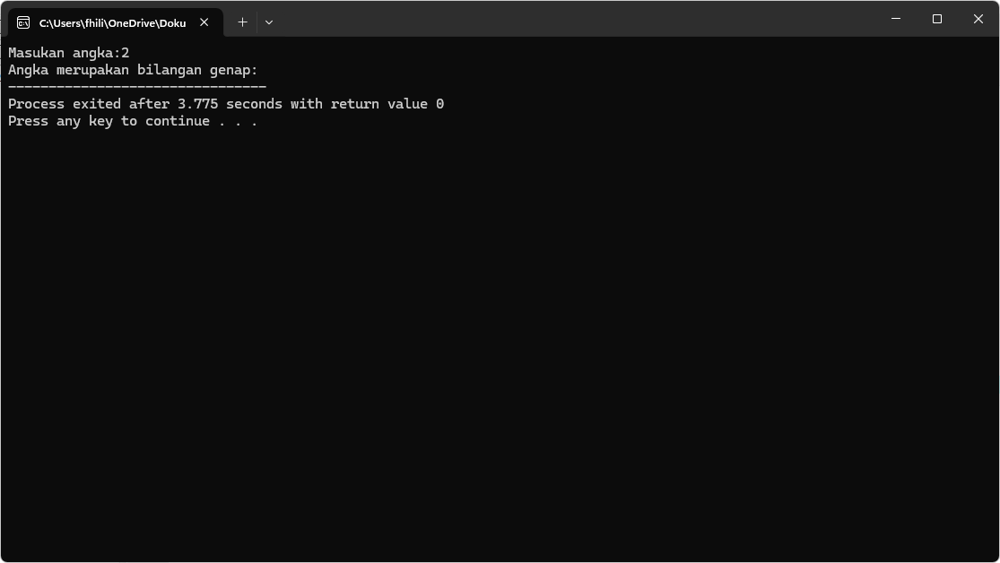 C:\Users\fhili\OneDrive\Doku
Masukan angka:2
Angka merupakan bilangan genap:
--------------------------------
Process exited after 3.775 seconds with return value 0
Press any key to continue . . .